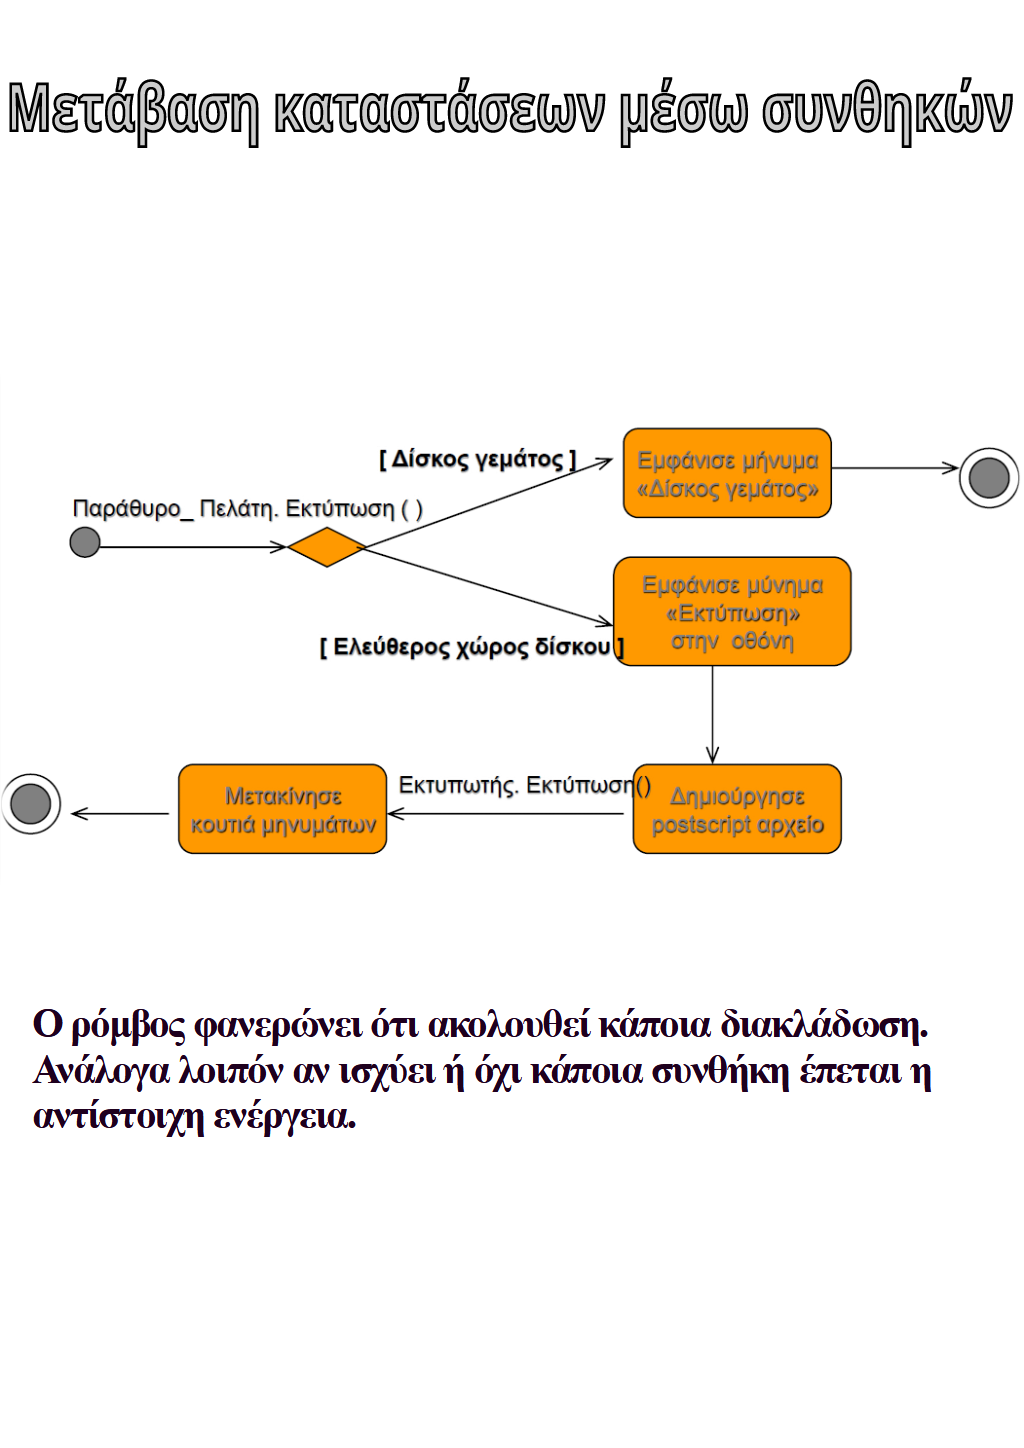 Μετάβαση καταστάσεων μέσω συνθηκών
[ Δίσκος γεμάτος ]
Εμφάνισε μήνυμα
«Δίσκος γεμάτος»
Παράθυρο_ Πελάτη. Εκτύπωση ( )
Εμφάνισε μύνημα
«Εκτύπωση»
στην οθόνη
[ Ελεύθερος χώρος δίσκου ]
Μετακίνησε
κουτιά μηνυμάτων
Εκτυπωτής. Εκτύπωση()
Δημιούργησε
postscript αρχείο
Ο ρόμβος φανερώνει ότι ακολουθεί κάποια διακλάδωση.
Ανάλογα λοιπόν αν ισχύει ή όχι κάποια συνθήκη έπεται η
αντίστοιχη ενέργεια.